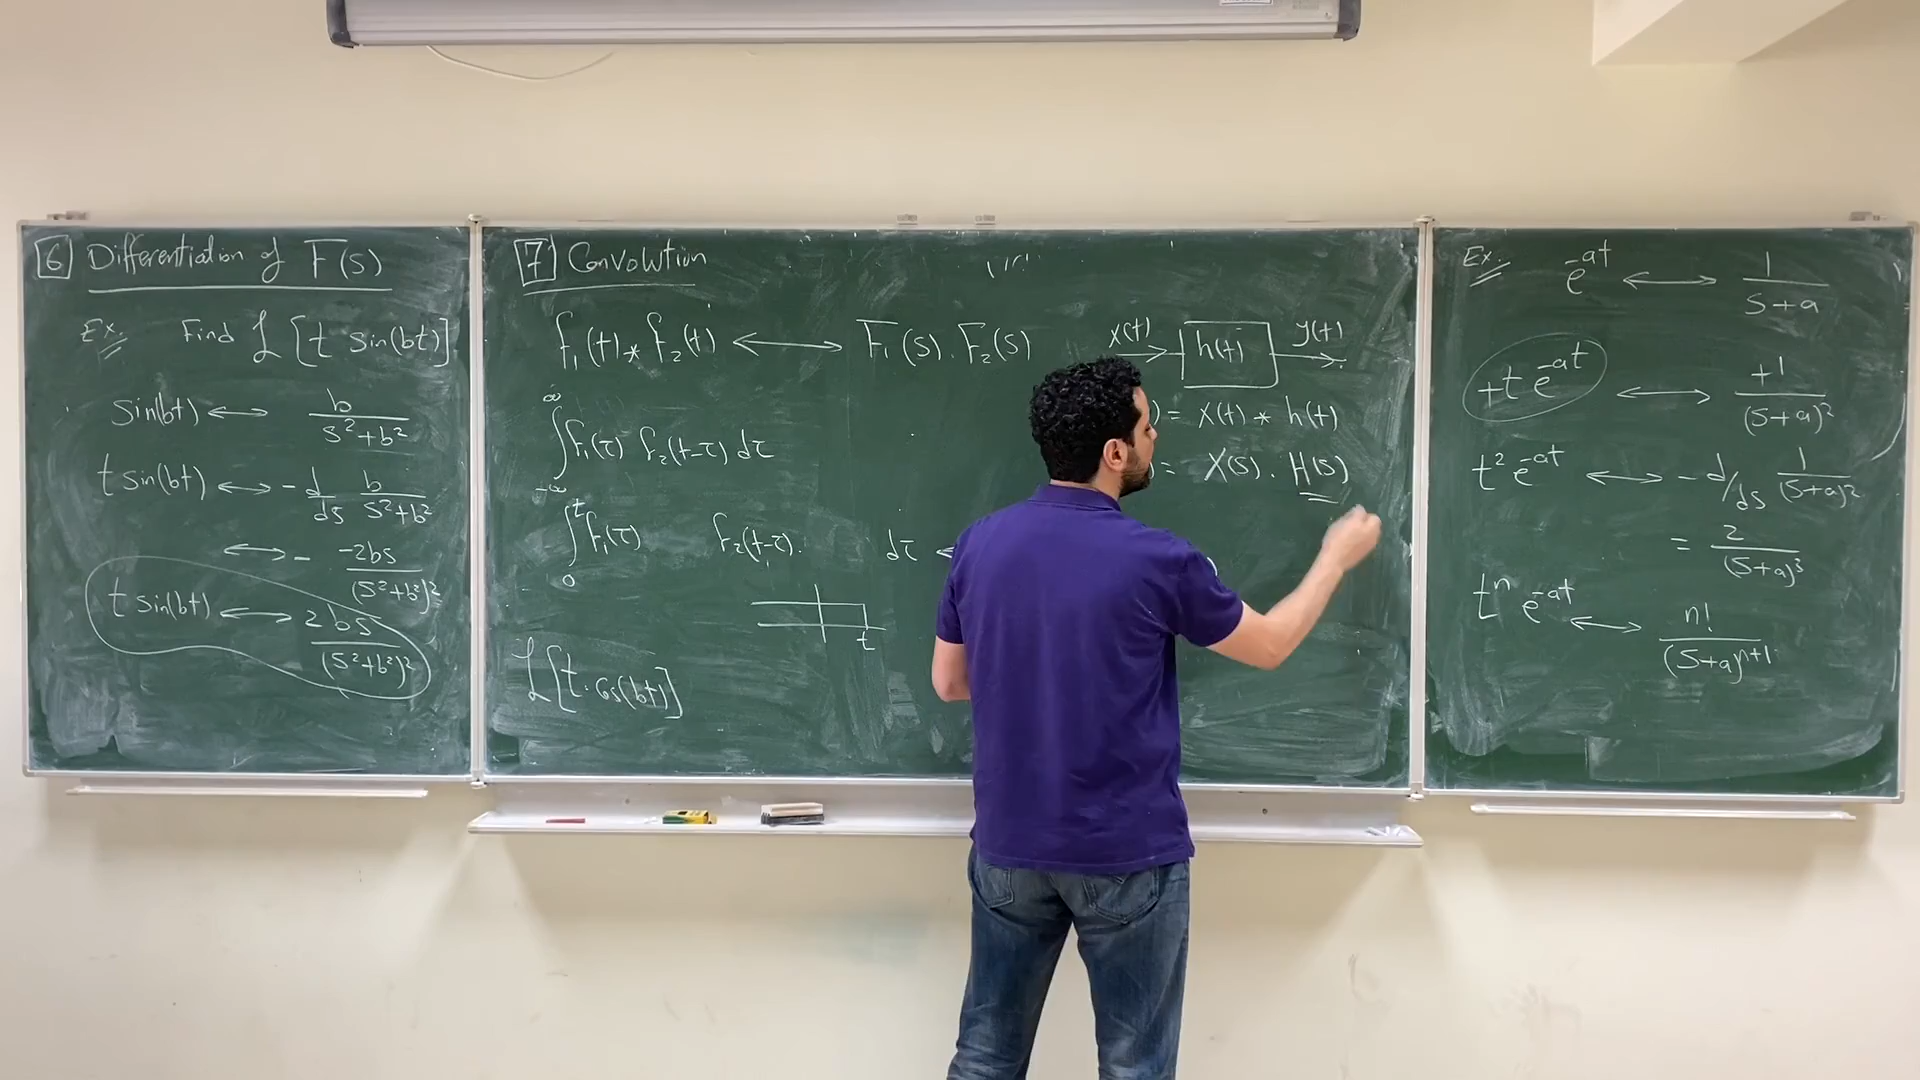 6 Differentiation of F(s)
Ex. Find ℒ[t sin(bt)]
sin(bt) ⟷ b/(s²+b²)
t sin(bt) ⟷ - d/ds b/(s²+b²)
⟷ - -2bs/(s²+b²)²
t sin(bt) ⟷ 2bs/(s²+b²)²
7 Convolution
f₁(t) * f₂(t) ⟷ F₁(s) . F₂(s)
∫_{-∞}^{∞} f₁(τ) f₂(t-τ) dτ
∫_0^t f₁(τ) f₂(t-τ). dτ
t
ℒ[t. cos(bt)]
x(t) h(t) y(t)
) = x(t) * h(t)
) = X(s) . H(s)
Ex. e^{-at} ⟷ 1/(s+a)
+t e^{-at} ⟷ +1/(s+a)²
t² e^{-at} ⟷ - d/ds 1/(s+a)²
= 2/(s+a)³
tⁿ e^{-at} ⟷ n!/(s+a)^{n+1}